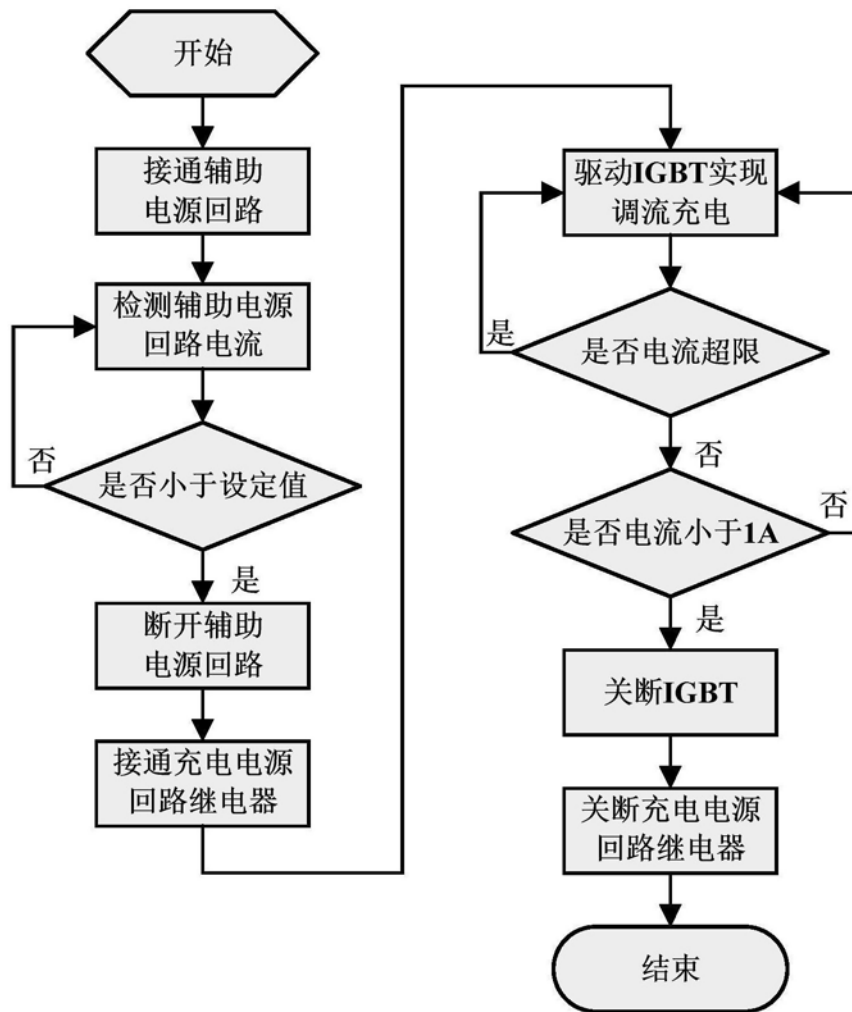 开始
接通辅助
电源回路
检测辅助电源
回路电流
否
是否小于设定值
是
断开辅助
电源回路
接通充电电源
回路继电器
驱动IGBT实现
调流充电
是
是否电流超限
否
是否电流小于1A
否
是
关断IGBT
关断充电电源
回路继电器
结束